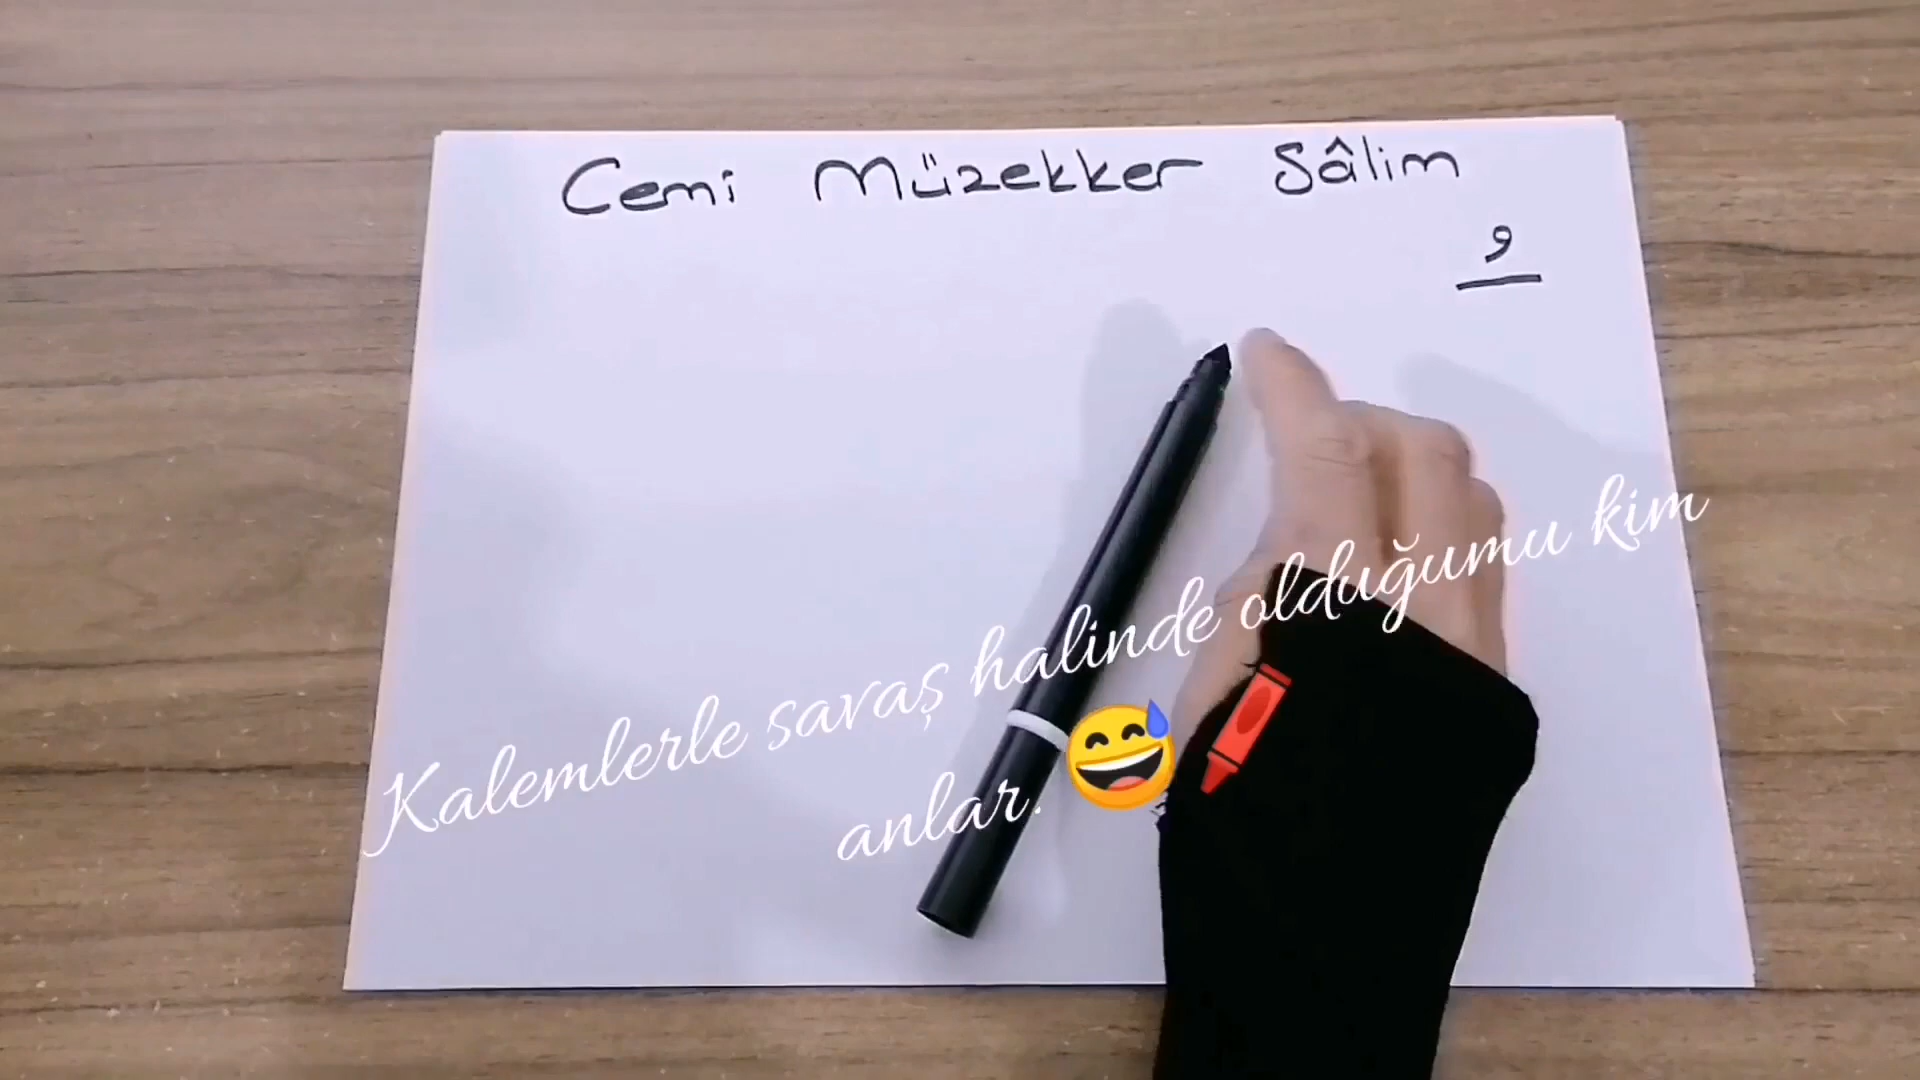 Cemi Müzekker Sâlim
ـُ
Kalemlerle savaş halinde olduğumu kim
anlar. 😅🖍